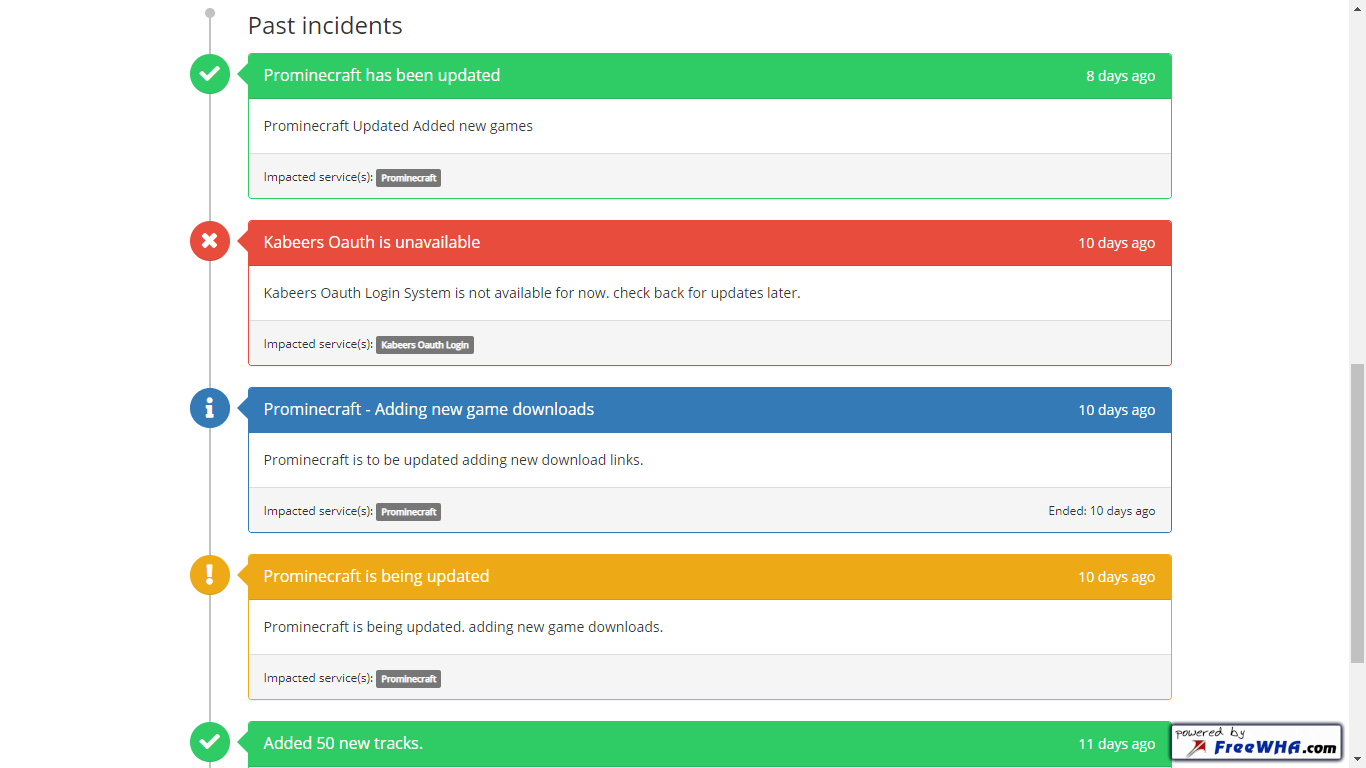 Past incidents
Prominecraft has been updated 8 days ago
Prominecraft Updated Added new games
Impacted service(s): Prominecraft
Kabeers Oauth is unavailable 10 days ago
Kabeers Oauth Login System is not available for now. check back for updates later.
Impacted service(s): Kabeers Oauth Login
Prominecraft - Adding new game downloads 10 days ago
Prominecraft is to be updated adding new download links.
Impacted service(s): Prominecraft Ended: 10 days ago
Prominecraft is being updated 10 days ago
Prominecraft is being updated. adding new game downloads.
Impacted service(s): Prominecraft
Added 50 new tracks. 11 days ago
powered by
FreeWHA.com